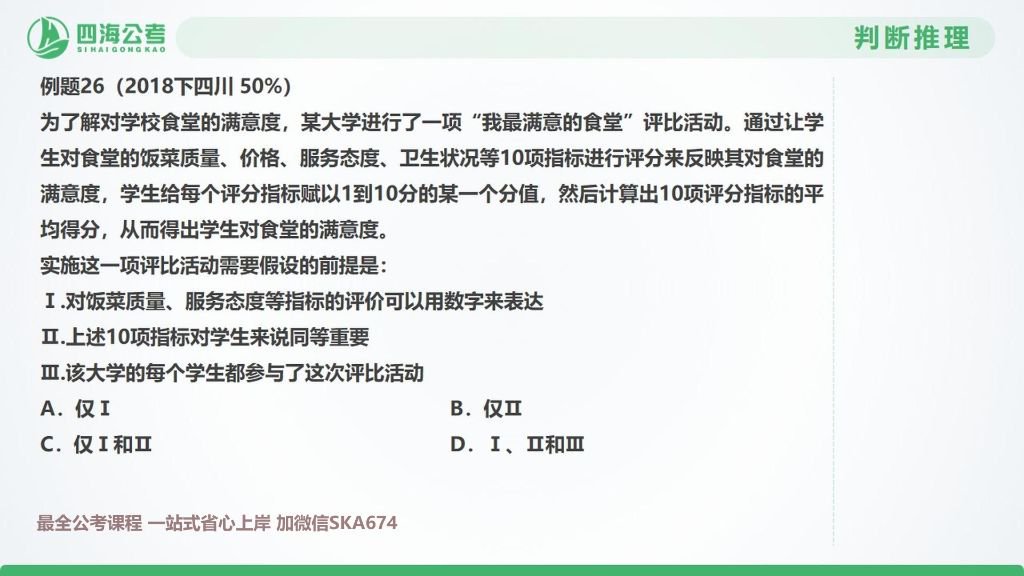 四海公考
SIHAIGONGKAO
判断推理
例题26（2018下四川 50%）
为了解对学校食堂的满意度，某大学进行了一项“我最满意的食堂”评比活动。通过让学
生对食堂的饭菜质量、价格、服务态度、卫生状况等10项指标进行评分来反映其对食堂的
满意度，学生给每个评分指标赋以1到10分的某一个分值，然后计算出10项评分指标的平
均得分，从而得出学生对食堂的满意度。
实施这一项评比活动需要假设的前提是：
Ⅰ.对饭菜质量、服务态度等指标的评价可以用数字来表达
Ⅱ.上述10项指标对学生来说同等重要
Ⅲ.该大学的每个学生都参与了这次评比活动
A．仅Ⅰ
B．仅Ⅱ
C．仅Ⅰ和Ⅱ
D．Ⅰ、Ⅱ和Ⅲ
最全公考课程 一站式省心上岸 加微信SKA674